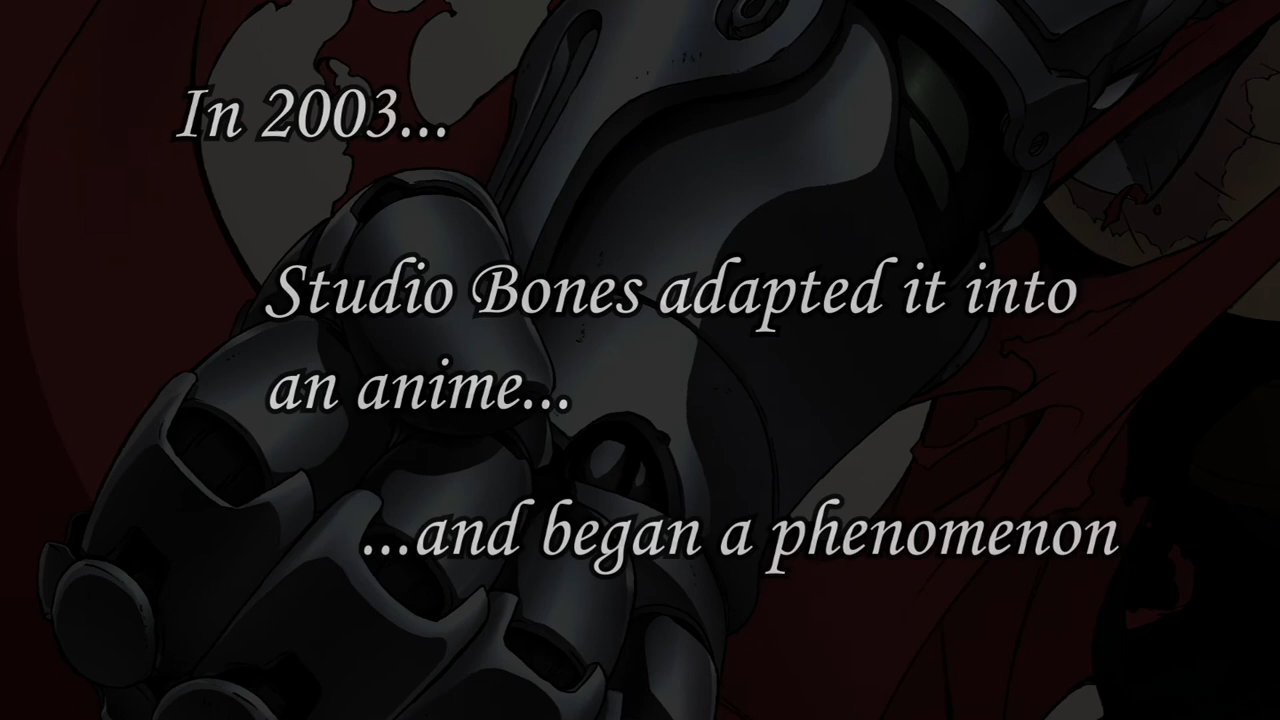 In 2003...
Studio Bones adapted it into
an anime...
...and began a phenomenon